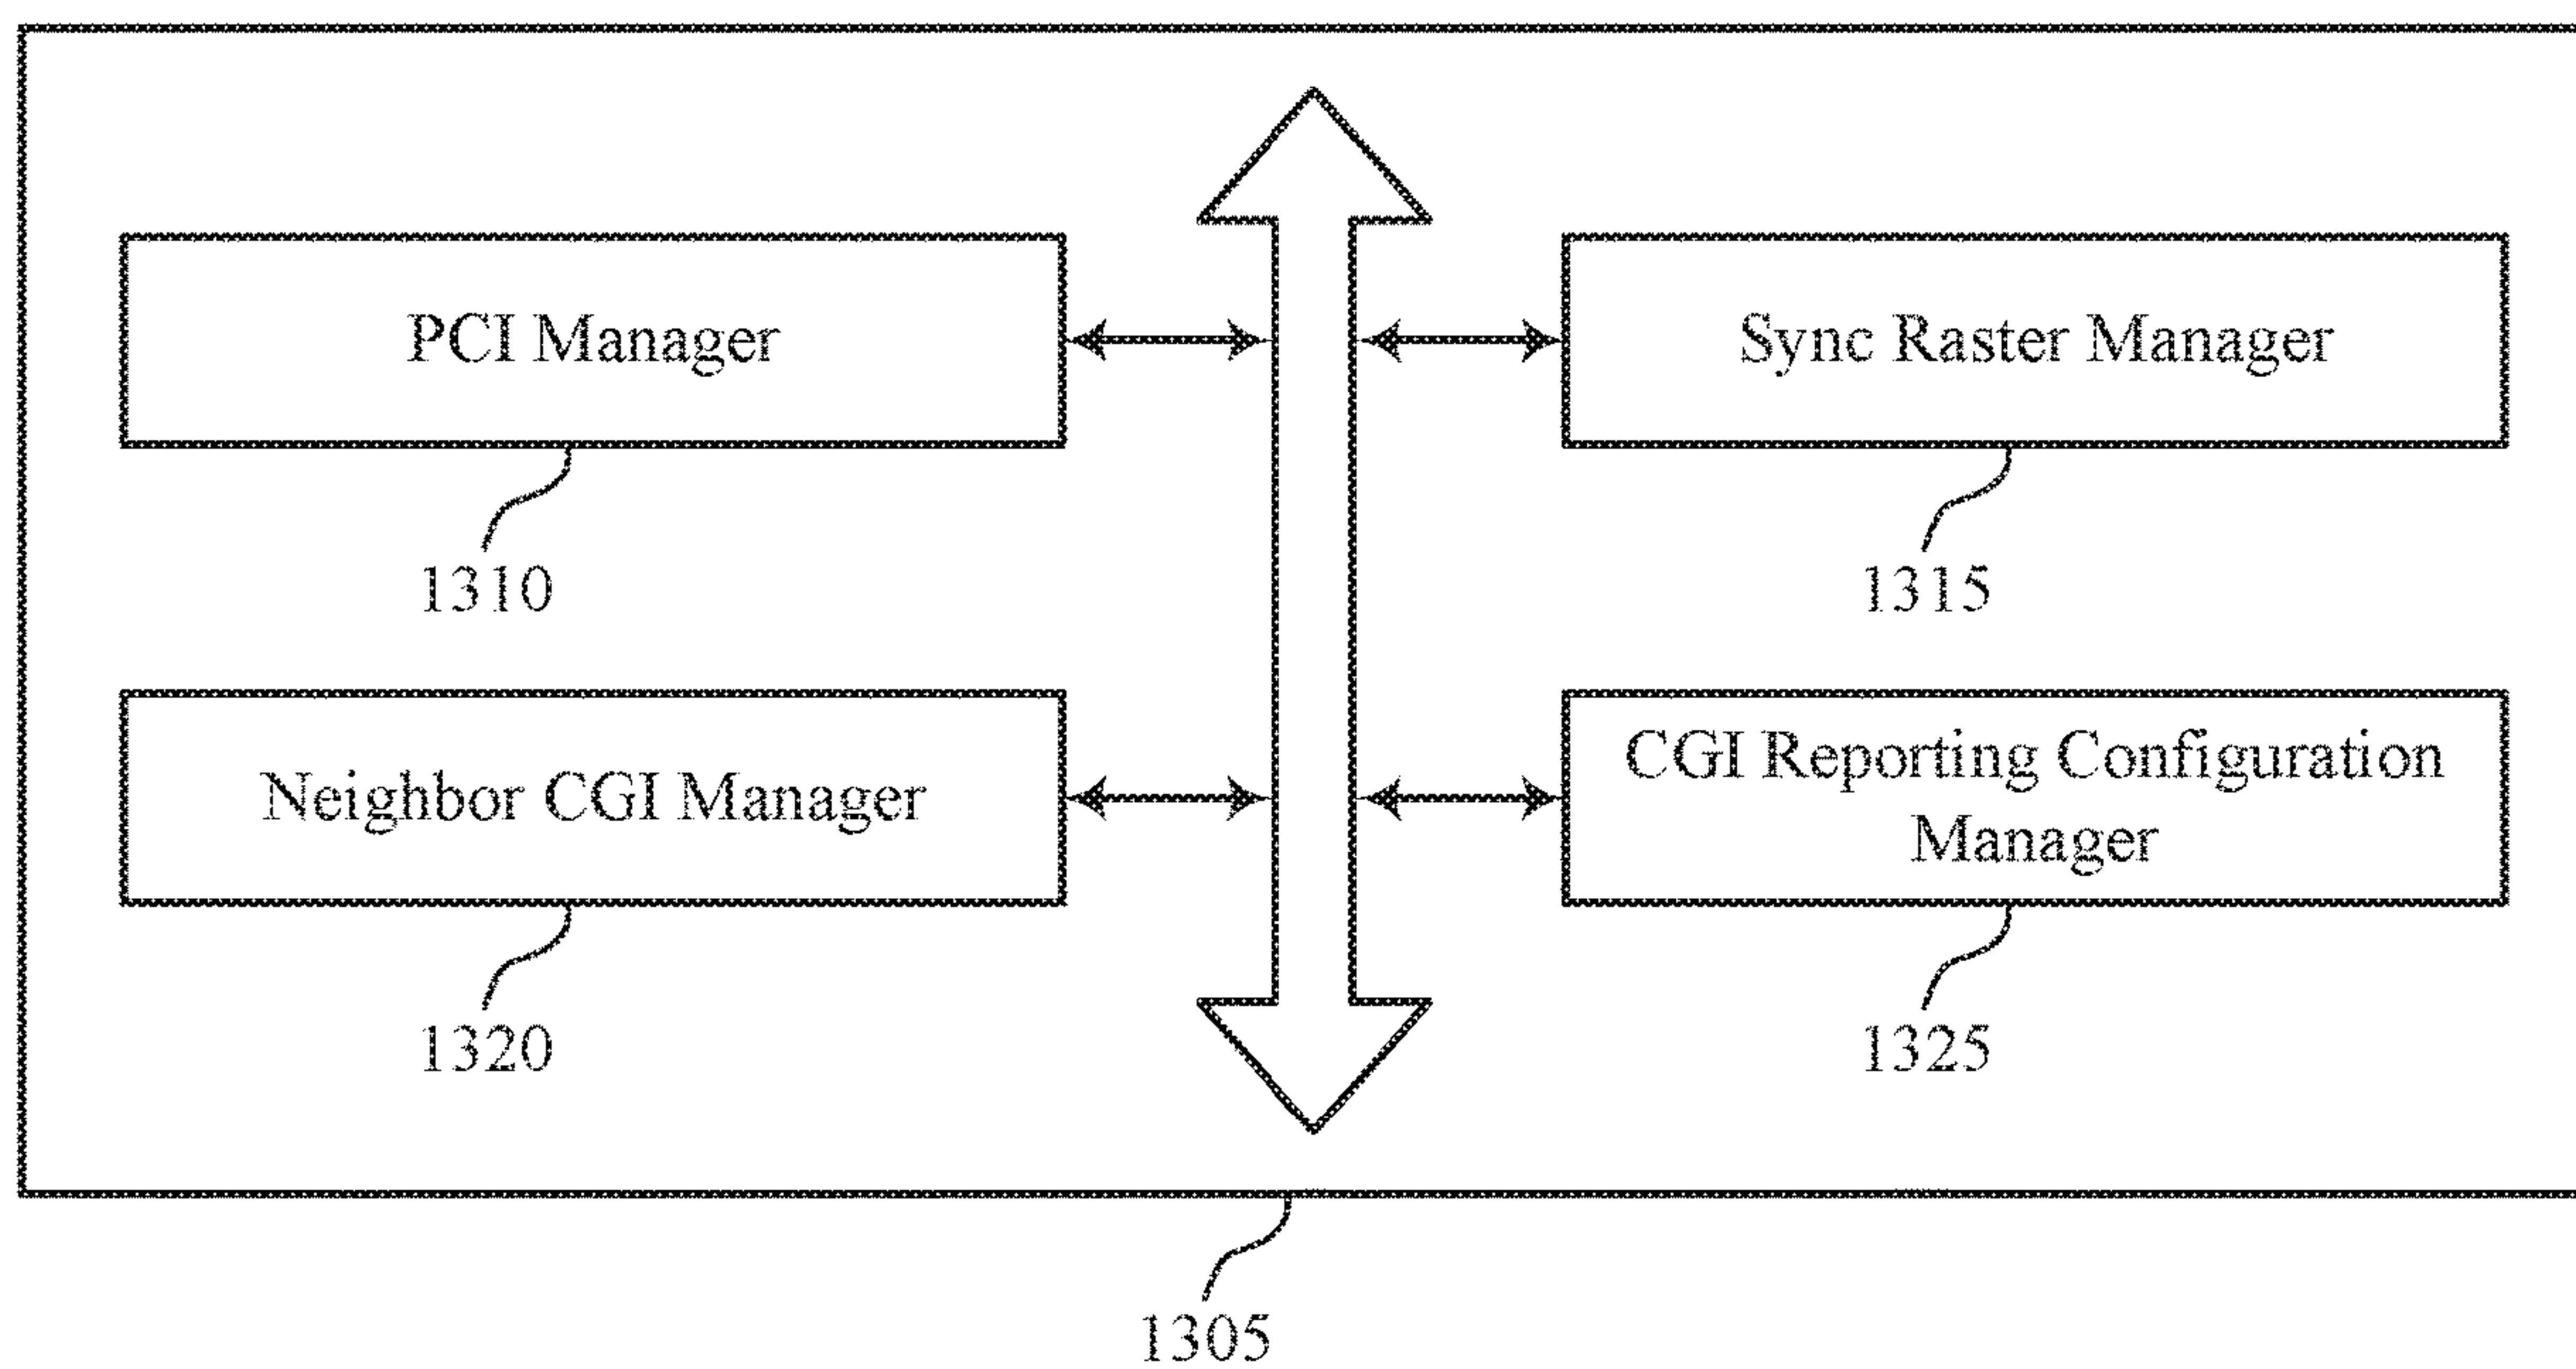 PCI Manager
Sync Raster Manager
1310
1315
Neighbor CGI Manager
CGI Reporting Configuration
Manager
1320
1325
1305